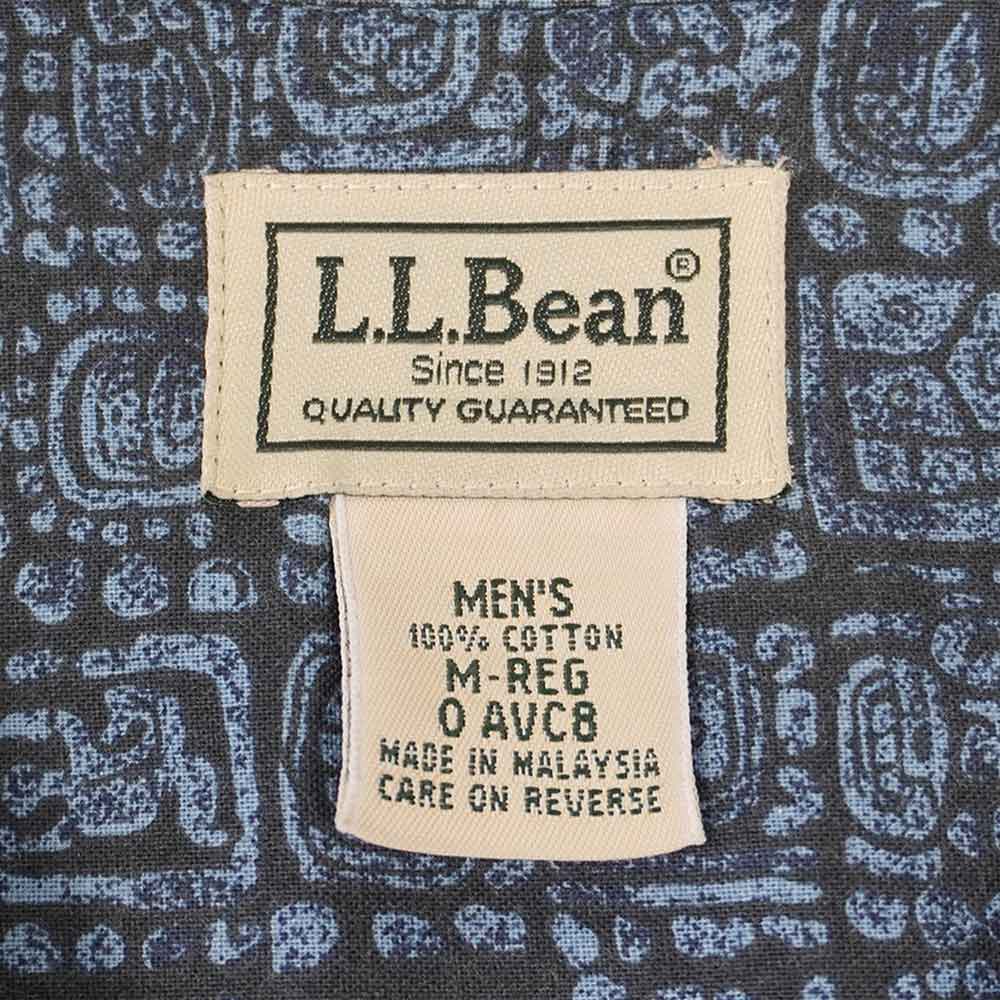 L.L.Bean®
Since 1912
QUALITY GUARANTEED
MEN'S
100% COTTON
M-REG
0 AVC8
MADE IN MALAYSIA
CARE ON REVERSE